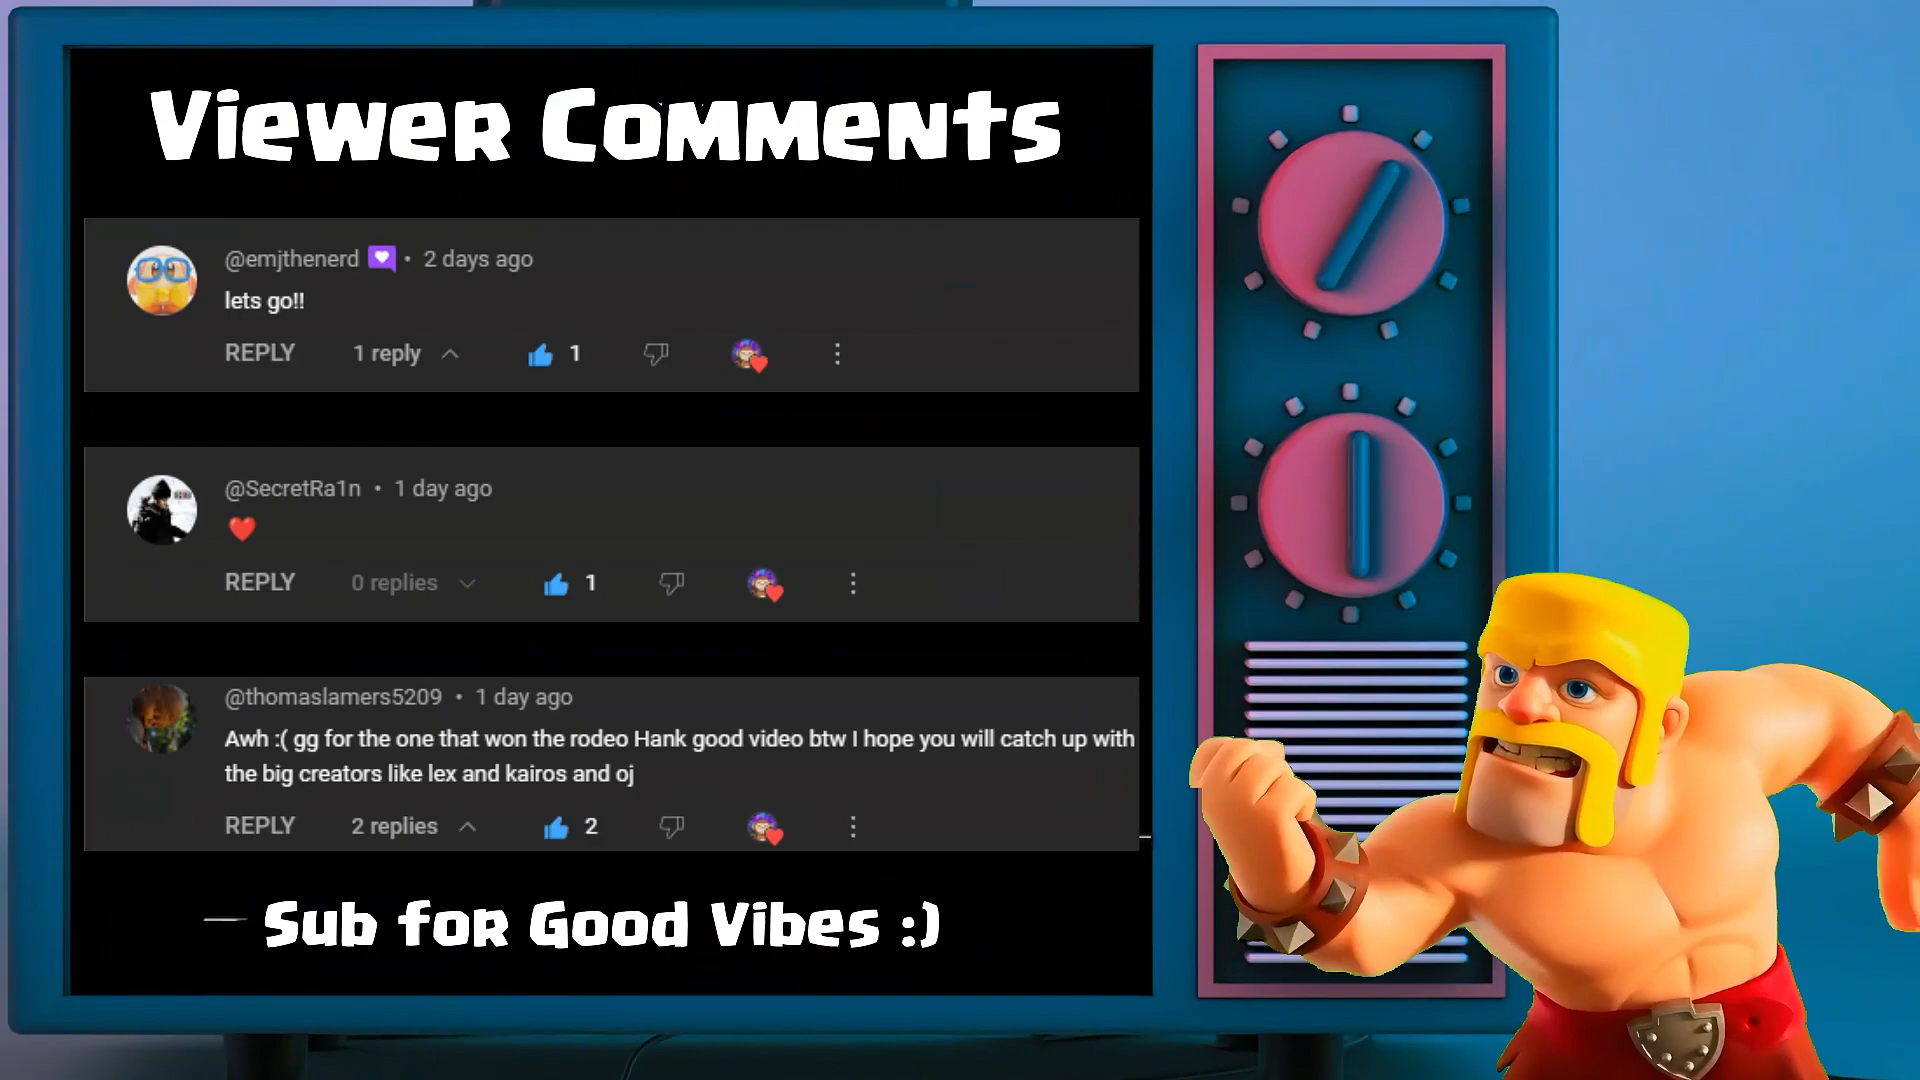 Viewer Comments
@emjthenerd • 2 days ago
lets go!!
REPLY 1 reply 1
@SecretRa1n • 1 day ago
❤️
REPLY 0 replies 1
@thomaslamers5209 • 1 day ago
Awh :( gg for the one that won the rodeo Hank good video btw I hope you will catch up with
the big creators like lex and kairos and oj
REPLY 2 replies 2
Sub for Good Vibes :)